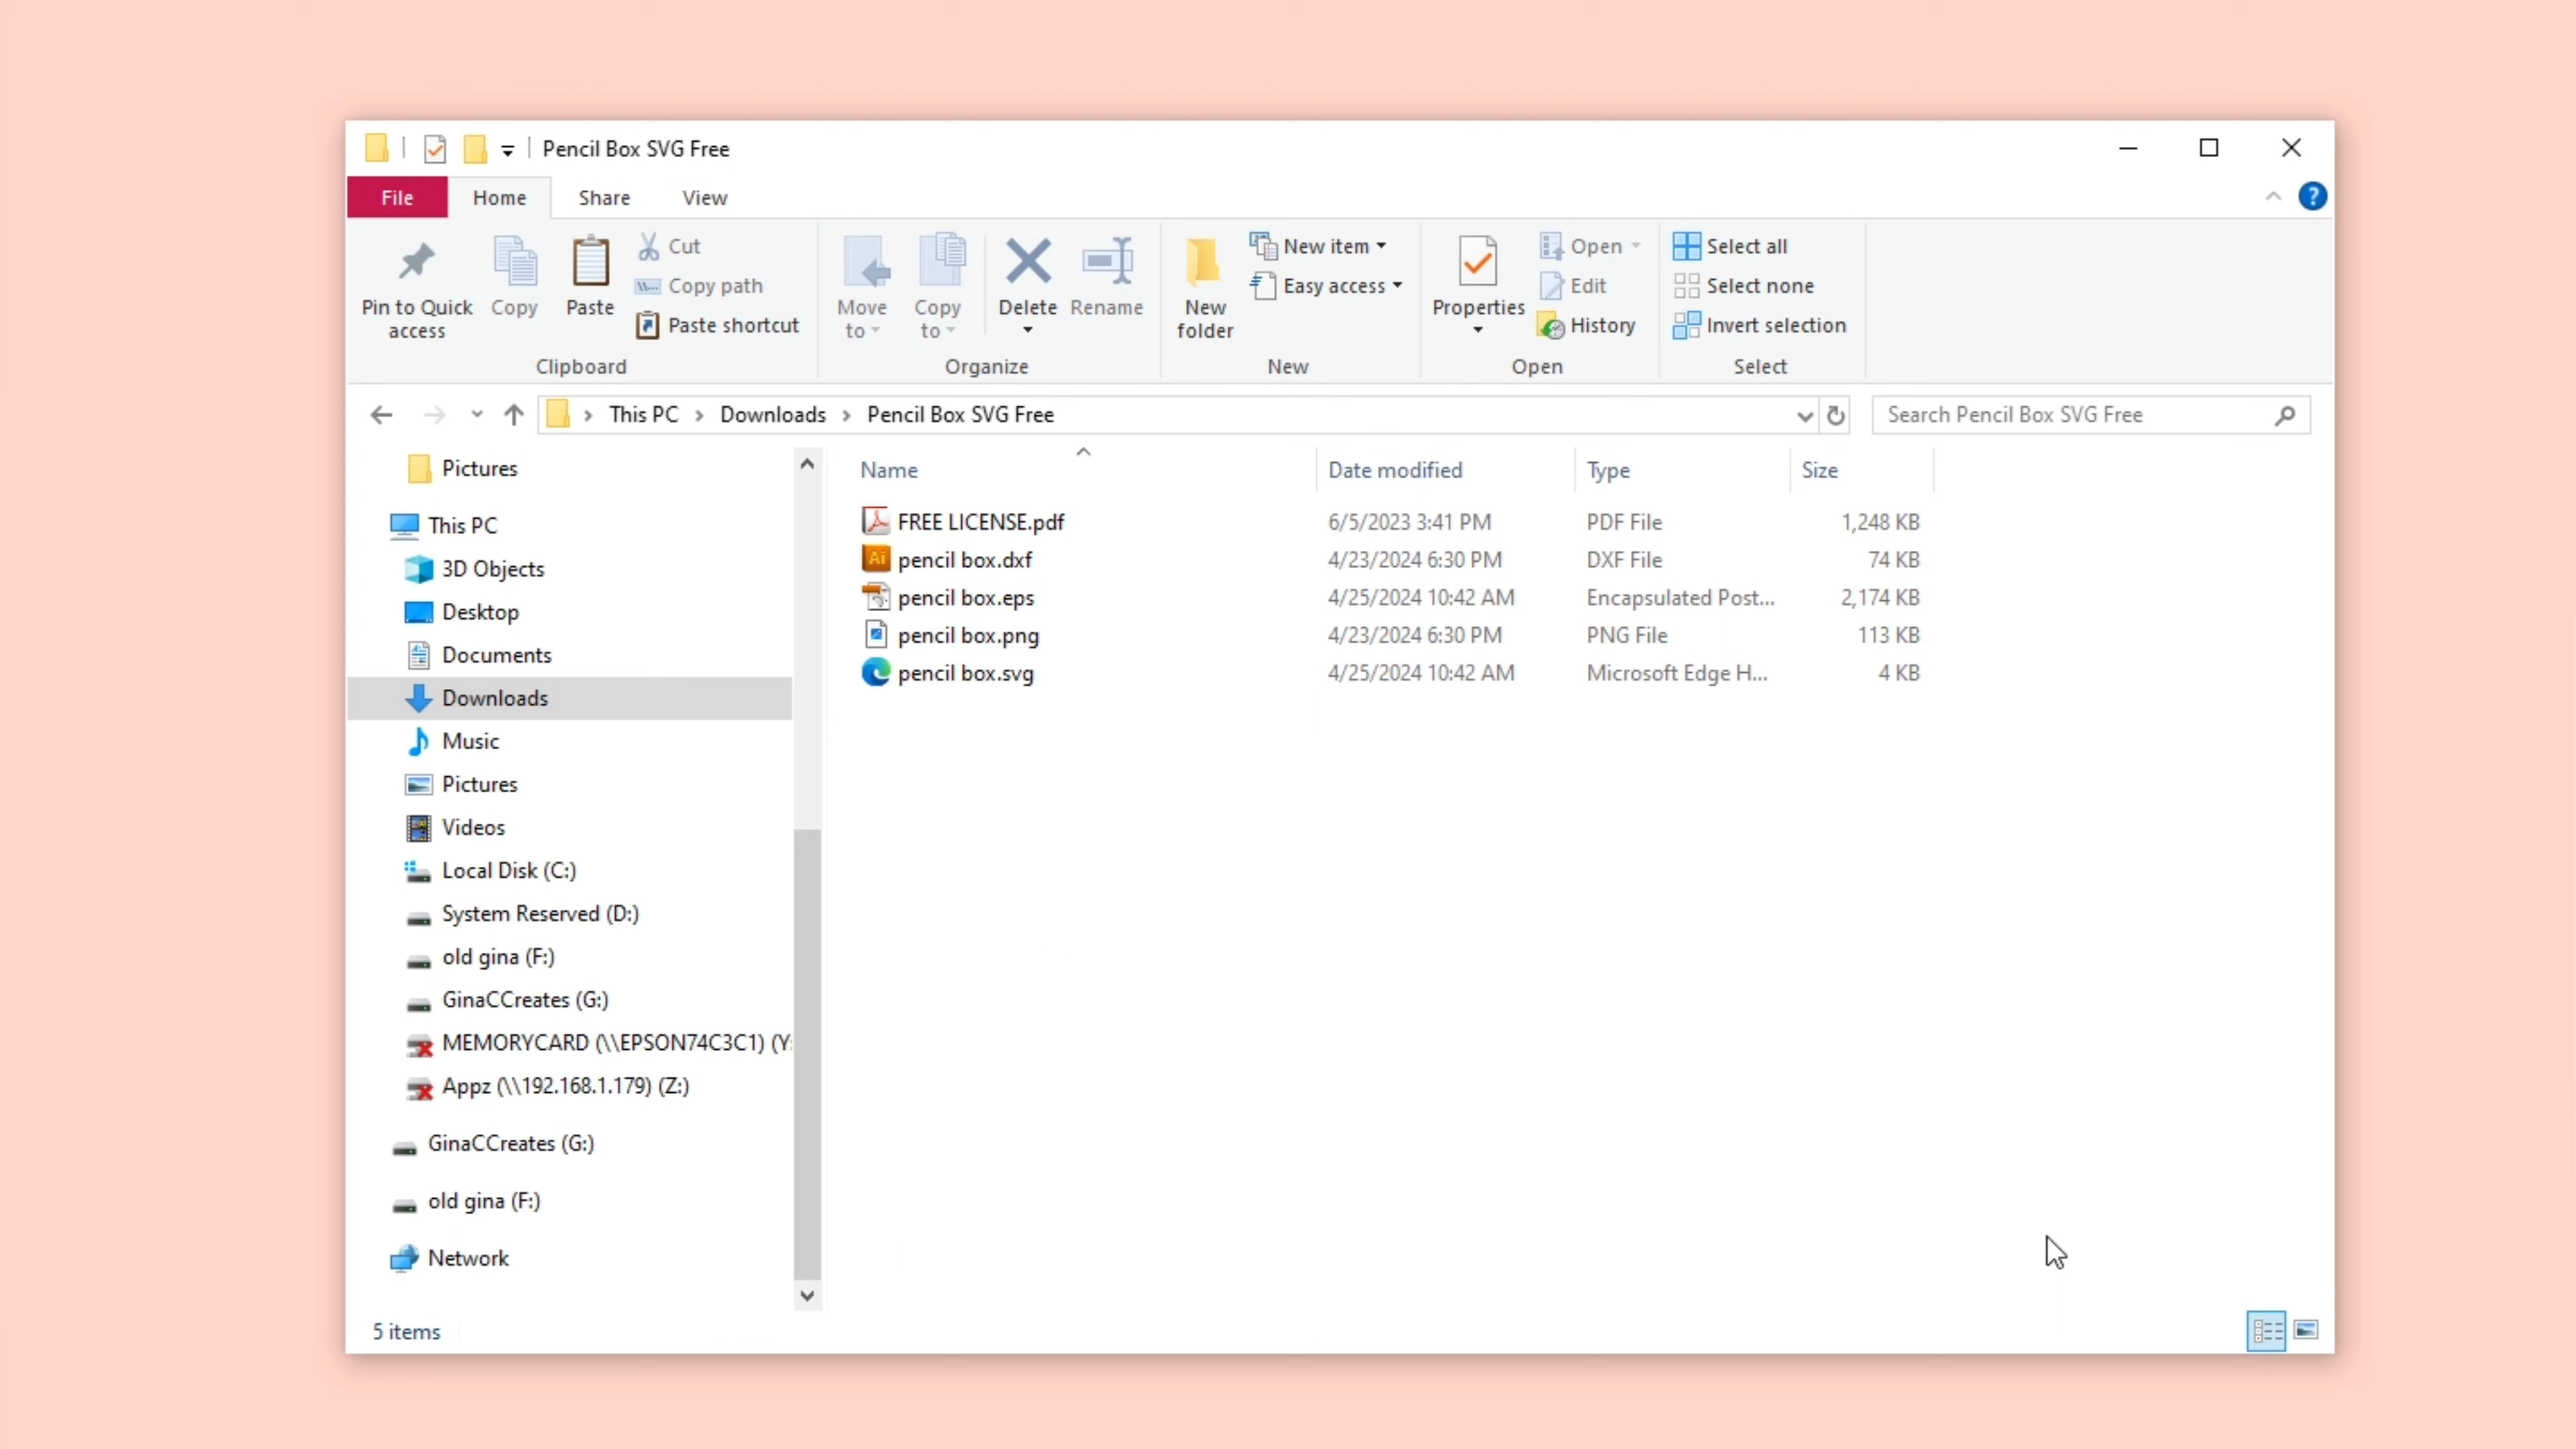 Pencil Box SVG Free
File Home Share View
?
Pin to Quick access
Copy
Paste
Cut
Copy path
Paste shortcut
Clipboard
Move to
Copy to
Delete
Rename
Organize
New folder
New item
Easy access
New
Properties
Open
Edit
History
Open
Select all
Select none
Invert selection
Select
This PC > Downloads > Pencil Box SVG Free
Search Pencil Box SVG Free
Pictures
This PC
3D Objects
Desktop
Documents
Downloads
Music
Pictures
Videos
Local Disk (C:)
System Reserved (D:)
old gina (F:)
GinaCCreates (G:)
MEMORYCARD (\\EPSON74C3C1) (Y:
Appz (\\192.168.1.179) (Z:)
GinaCCreates (G:)
old gina (F:)
Network
Name Date modified Type Size
FREE LICENSE.pdf 6/5/2023 3:41 PM PDF File 1,248 KB
pencil box.dxf 4/23/2024 6:30 PM DXF File 74 KB
pencil box.eps 4/25/2024 10:42 AM Encapsulated Post... 2,174 KB
pencil box.png 4/23/2024 6:30 PM PNG File 113 KB
pencil box.svg 4/25/2024 10:42 AM Microsoft Edge H... 4 KB
5 items